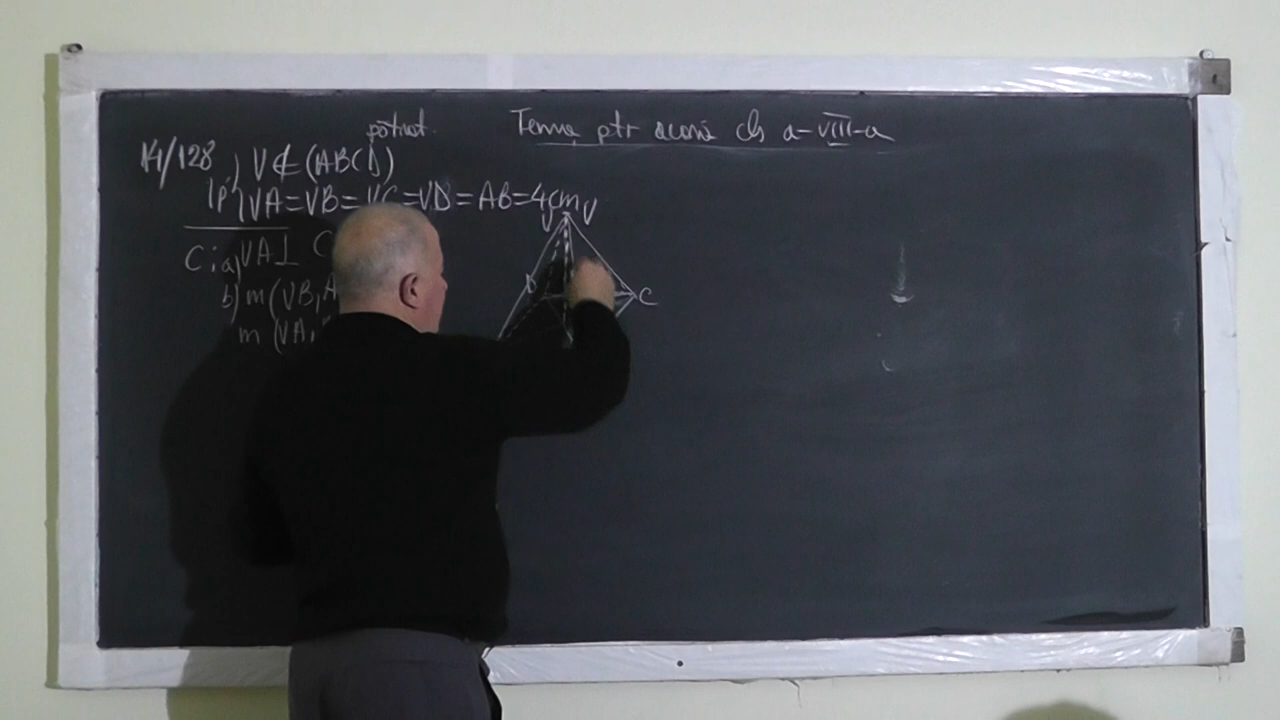 Tema ptr acasă cls a-VIII-a
pătrat.
14/128 V∉(ABCD)
Ip. VA=VB=VC=VD=AB=4cm
C: a) VA⊥ C
b) m(VB, A
m(VA,
V
D
C